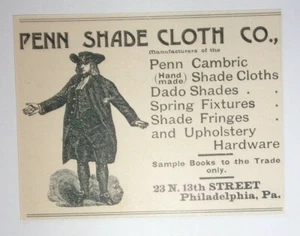 PENN SHADE CLOTH CO.,
Manufacturers of the
Penn Cambric
(Hand made) Shade Cloths
Dado Shades . .
Spring Fixtures .
Shade Fringes .
and Upholstery
Hardware
Sample Books to the Trade
only.
23 N. 13th STREET
Philadelphia, Pa.